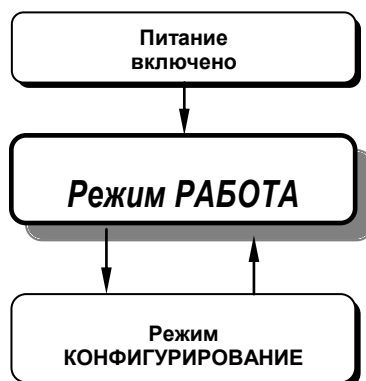 Питание
включено
Режим РАБОТА
Режим
КОНФИГУРИРОВАНИЕ